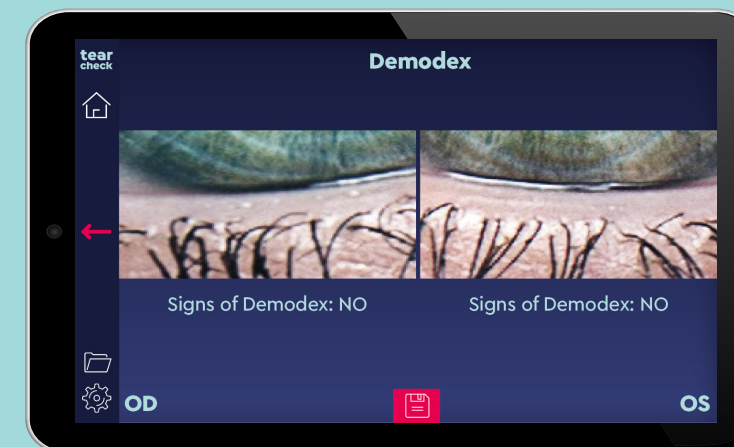 tear
check
Demodex
Signs of Demodex: NO
Signs of Demodex: NO
OD
OS